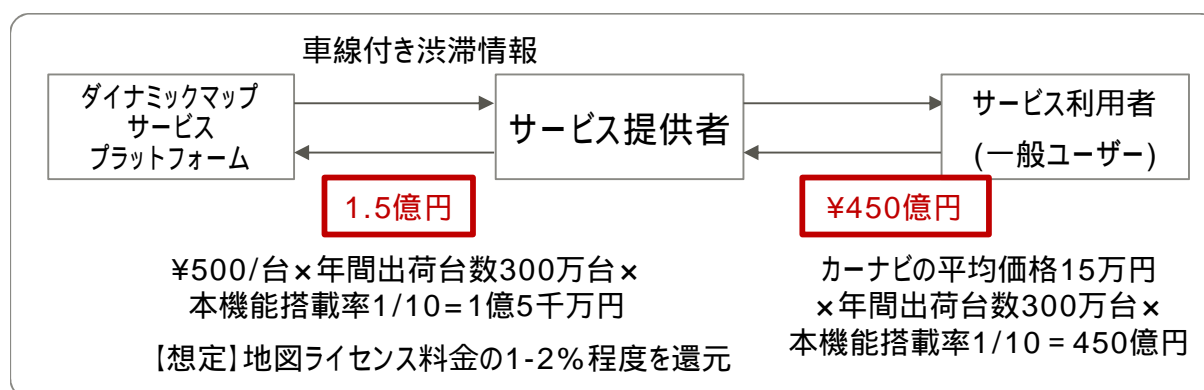 車線付き渋滞情報
ダイナミックマップ
サービス
プラットフォーム
サービス提供者
サービス利用者
(一般ユーザー)
1.5億円
¥450億円
¥500/台×年間出荷台数300万台×
本機能搭載率1/10=1億5千万円
【想定】地図ライセンス料金の1-2%程度を還元
カーナビの平均価格15万円
×年間出荷台数300万台×
本機能搭載率1/10=450億円